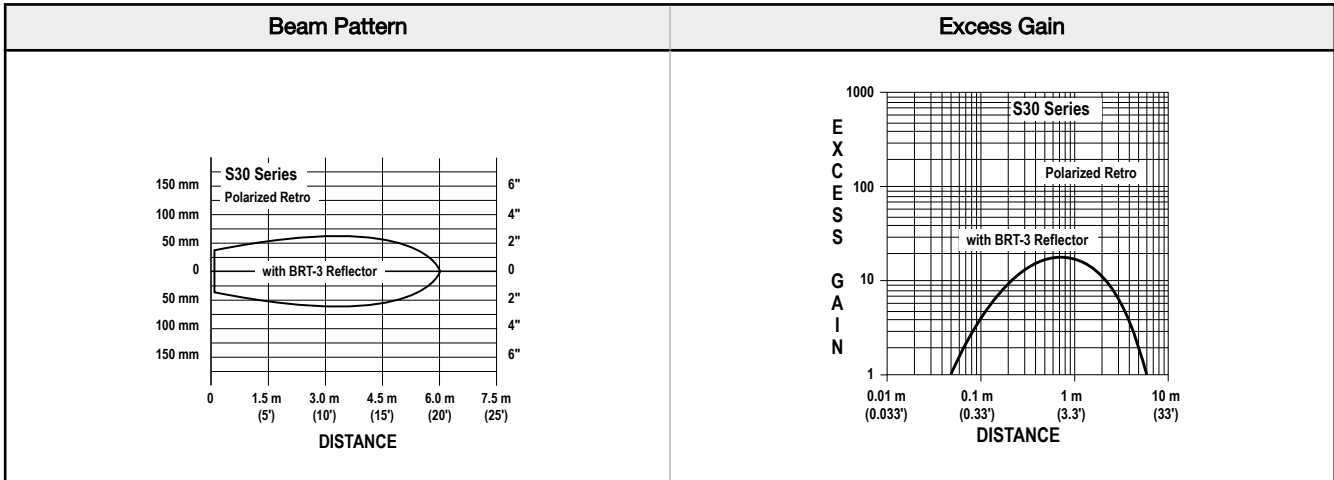 Beam Pattern
Excess Gain
S30 Series
Polarized Retro
with BRT-3 Reflector
150 mm
100 mm
50 mm
0
50 mm
100 mm
150 mm
6"
4"
2"
0
2"
4"
6"
0 1.5 m 3.0 m 4.5 m 6.0 m 7.5 m
(5') (10') (15') (20') (25')
DISTANCE
EXCESS GAIN
1000
100
10
1
S30 Series
Polarized Retro
with BRT-3 Reflector
0.01 m 0.1 m 1 m 10 m
(0.033') (0.33') (3.3') (33')
DISTANCE